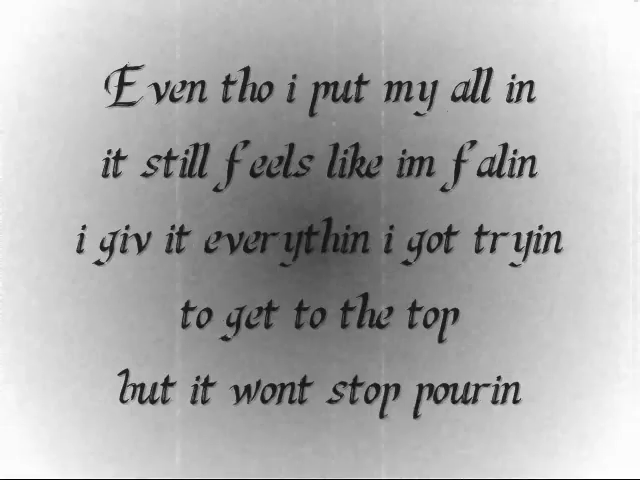 Even tho i put my all in
it still feels like im falin
i giv it everythin i got tryin
to get to the top
but it wont stop pourin